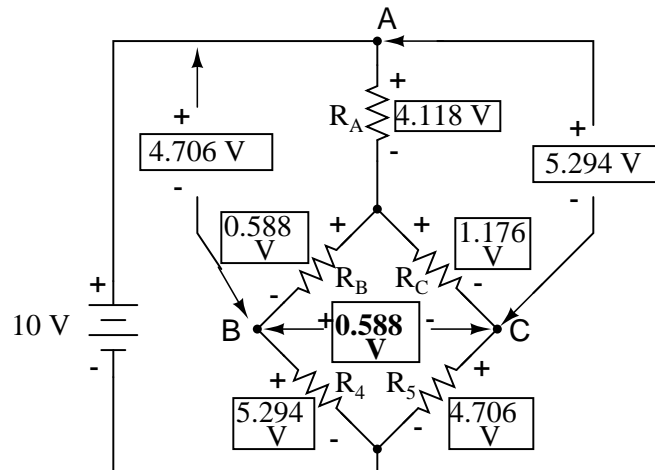 A
+
+
+
R_A
4.118 V
4.706 V
5.294 V
-
-
-
0.588
V
+
+
1.176
V
+
R_B
R_C
-
-
10 V
B
+
0.588
V
-
C
-
+
R_4
R_5
+
5.294
V
4.706
V
-
-